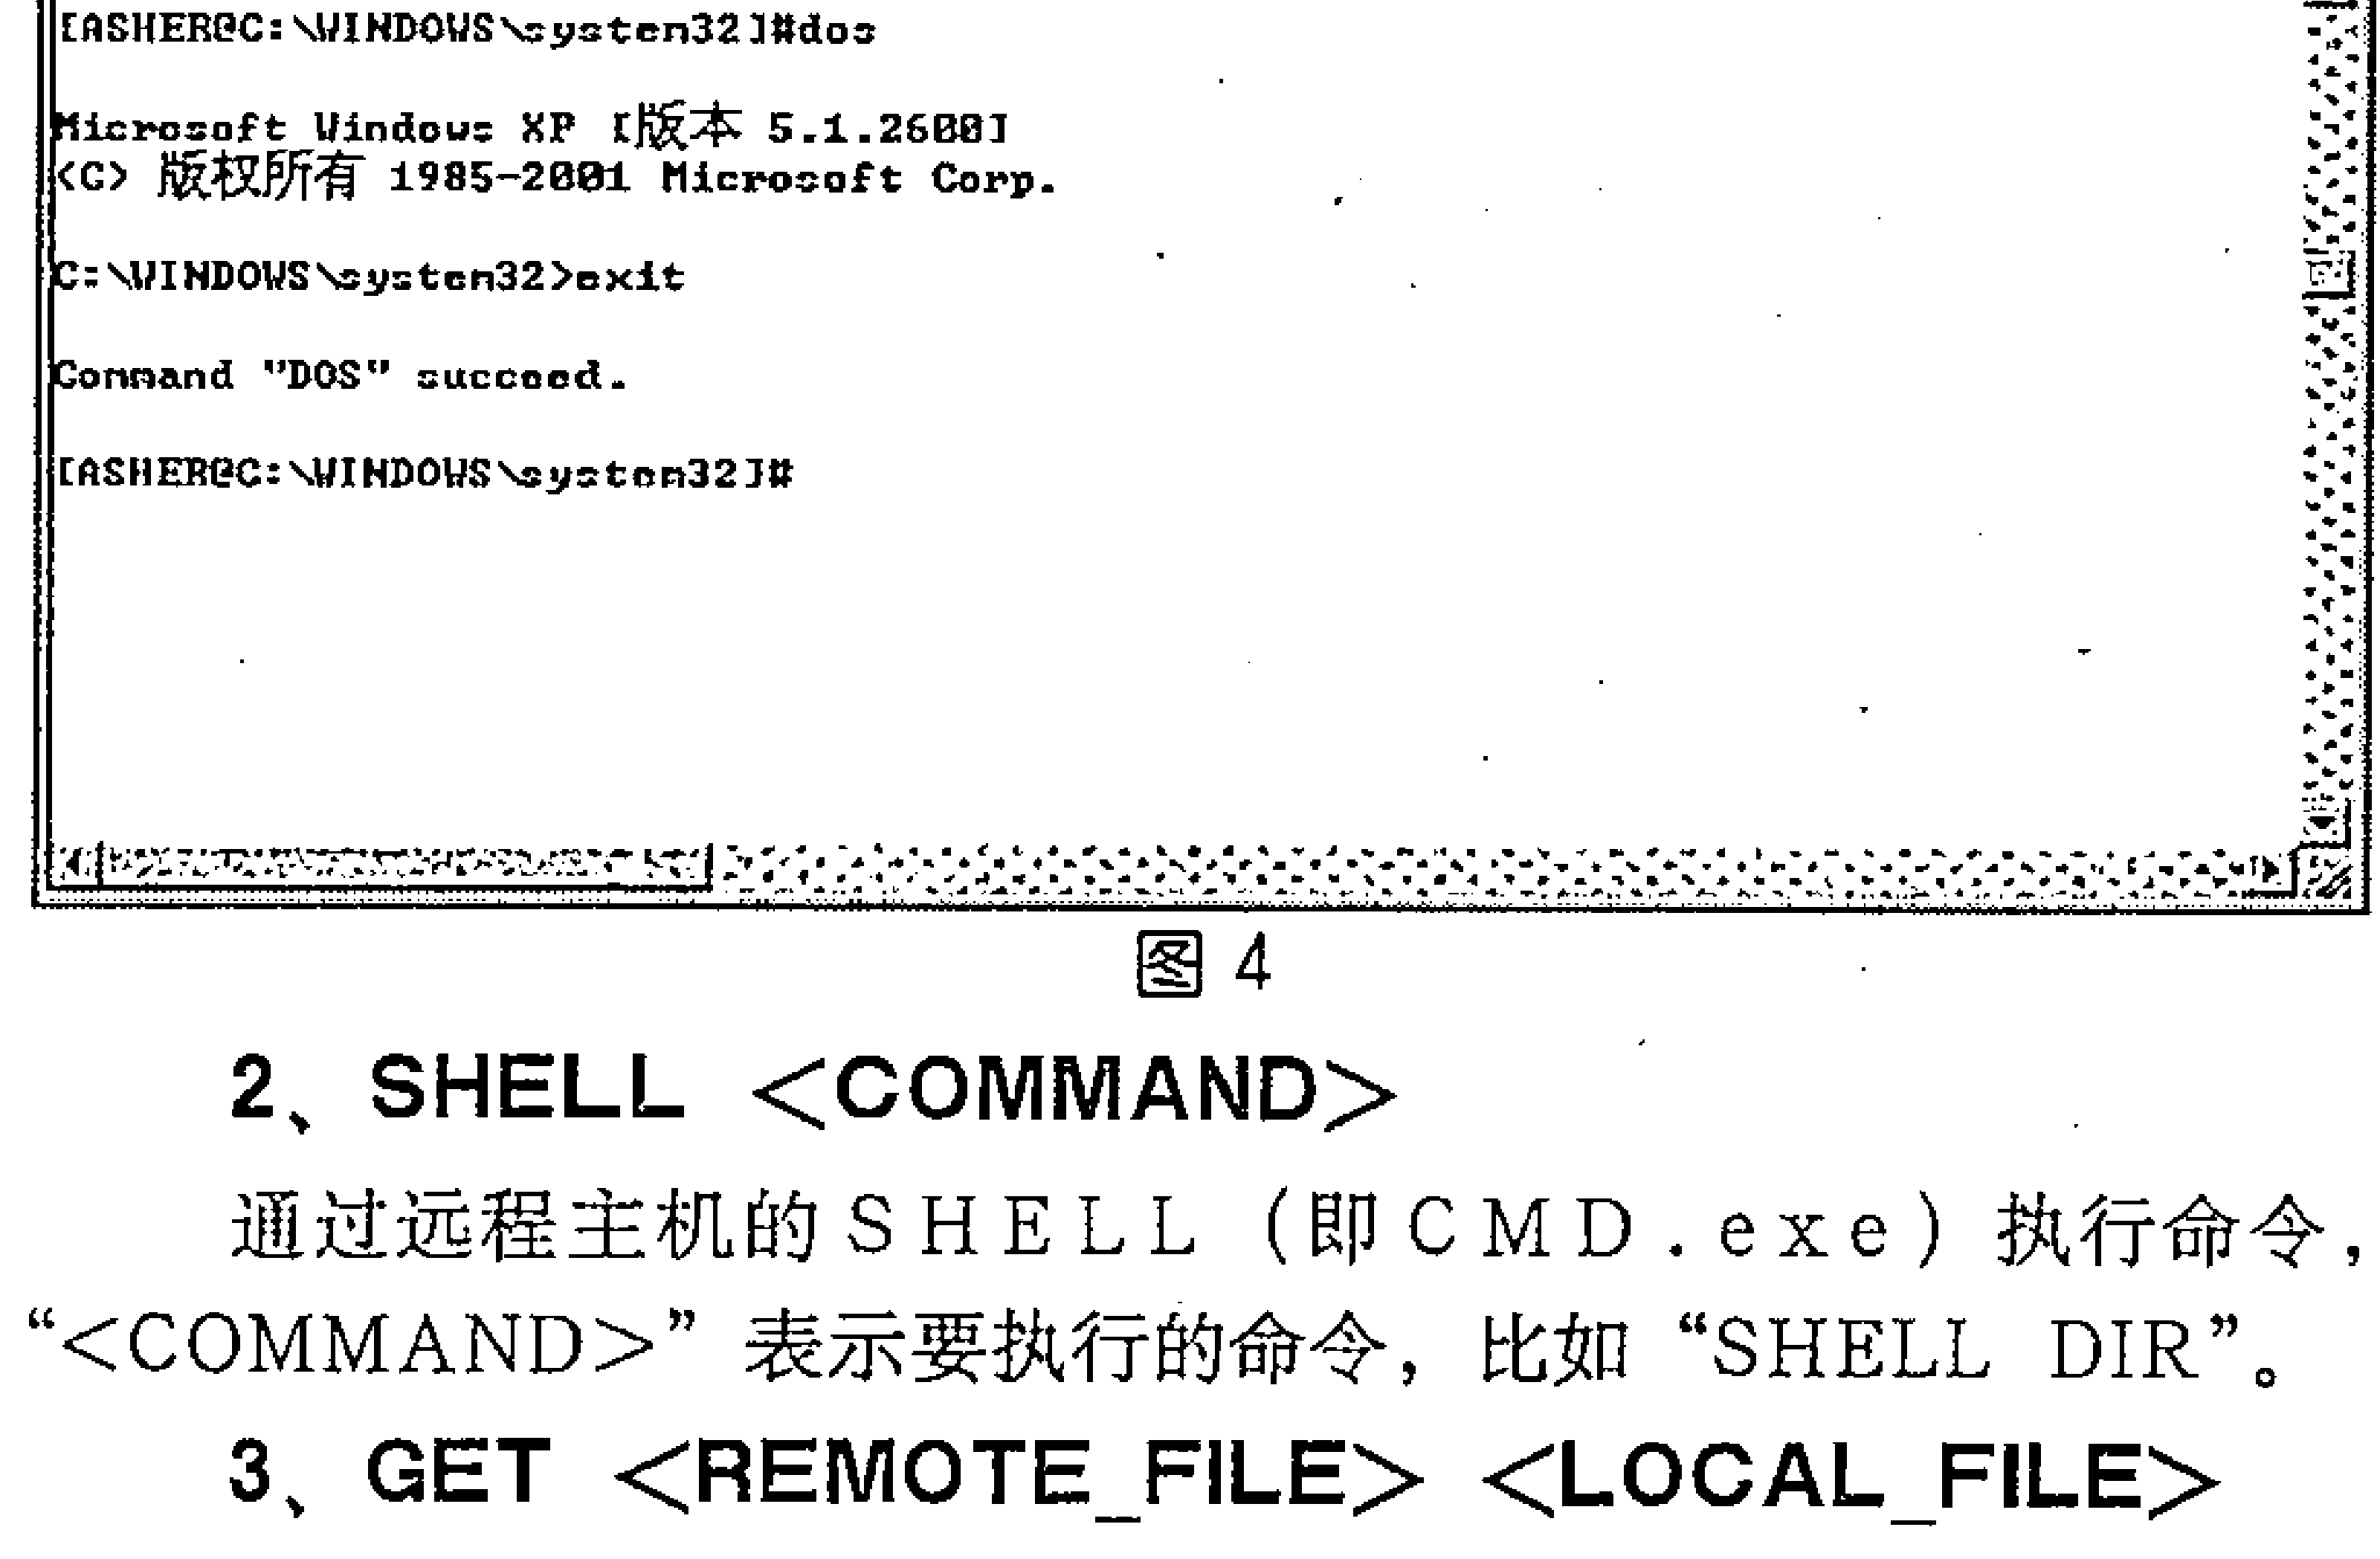 [ASHER@C:\WINDOWS\system32]#dos
Microsoft Windows XP [版本 5.1.2600]
<C> 版权所有 1985-2001 Microsoft Corp.
C:\WINDOWS\system32>exit
Command "DOS" succeed.
[ASHER@C:\WINDOWS\system32]#
图 4
2、SHELL <COMMAND>
通过远程主机的SHELL（即CMD.exe）执行命令，
“<COMMAND>”表示要执行的命令，比如“SHELL DIR”。
3、GET <REMOTE_FILE> <LOCAL_FILE>